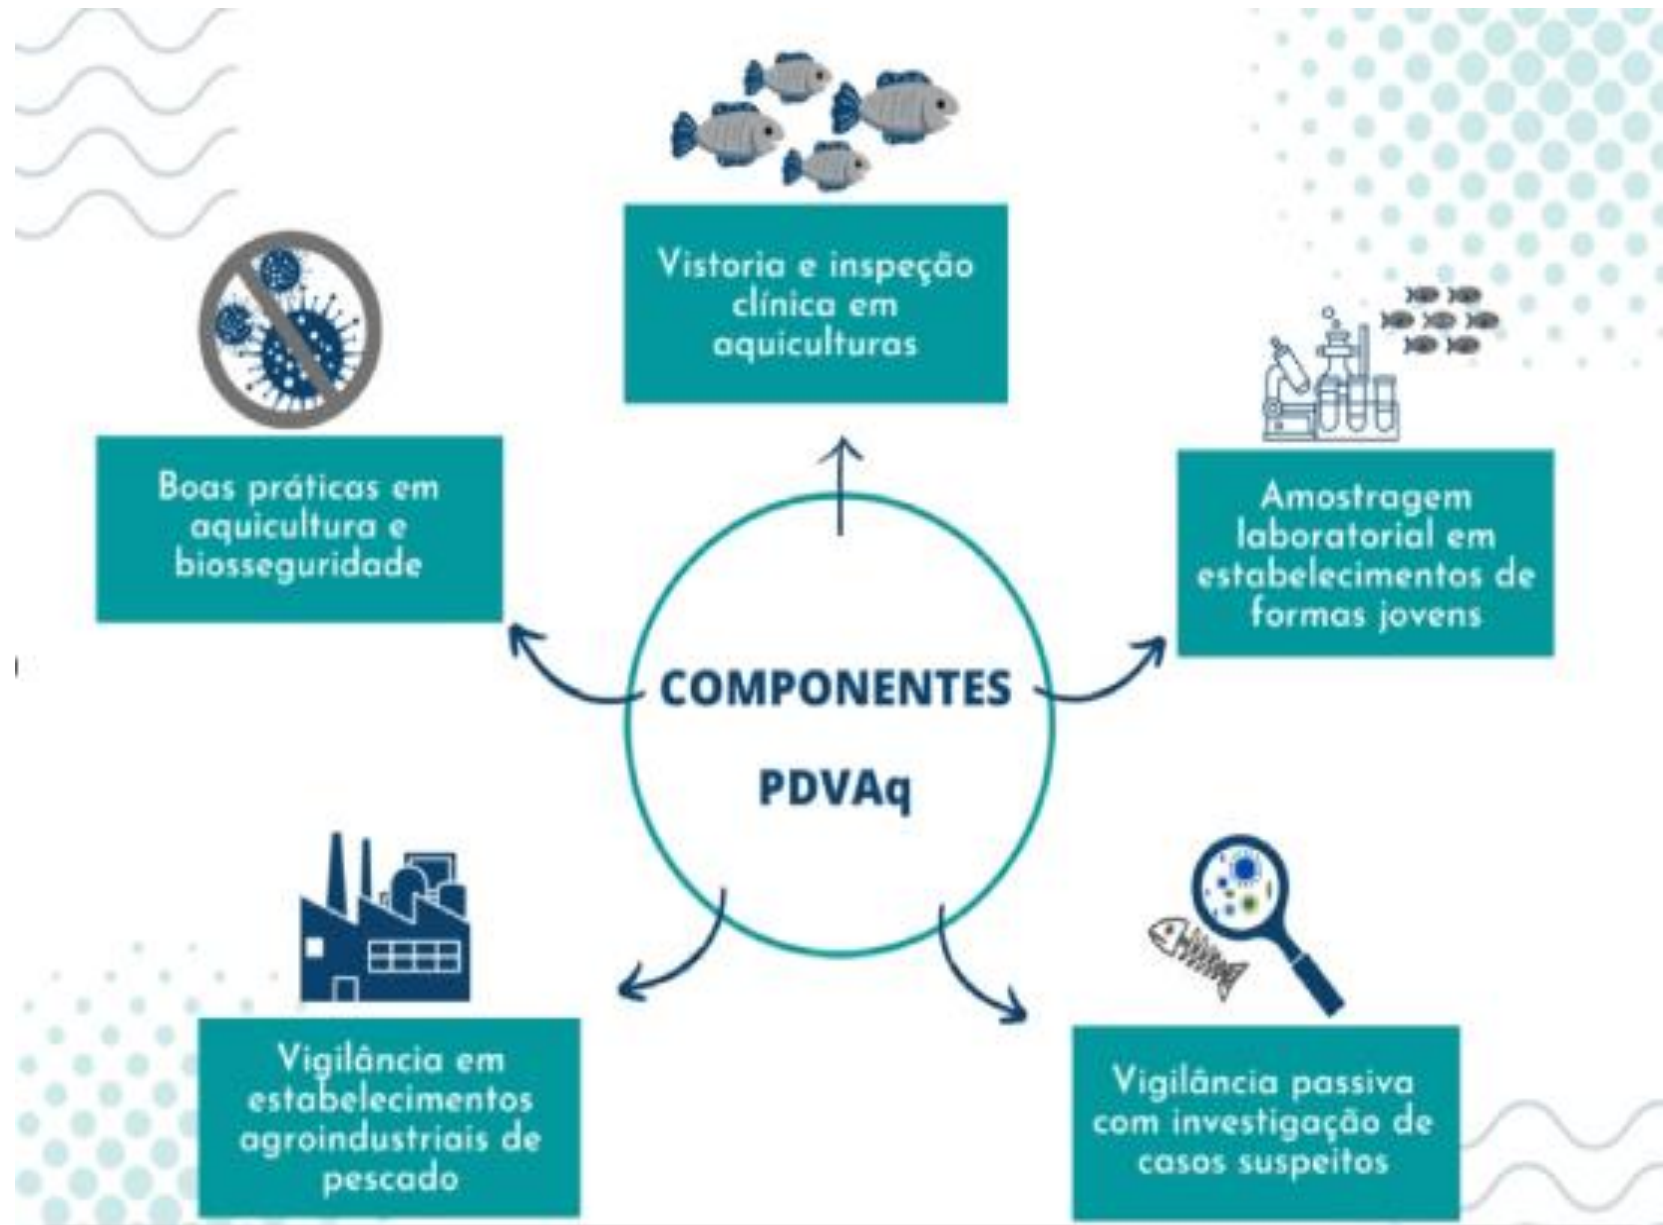 Vistoria e inspeção
clínica em
aquiculturas
Boas práticas em
aquicultura e
biosseguridade
Amostragem
laboratorial em
estabelecimentos de
formas jovens
COMPONENTES
PDVAq
Vigilância em
estabelecimentos
agroindustriais de
pescado
Vigilância passiva
com investigação de
casos suspeitos